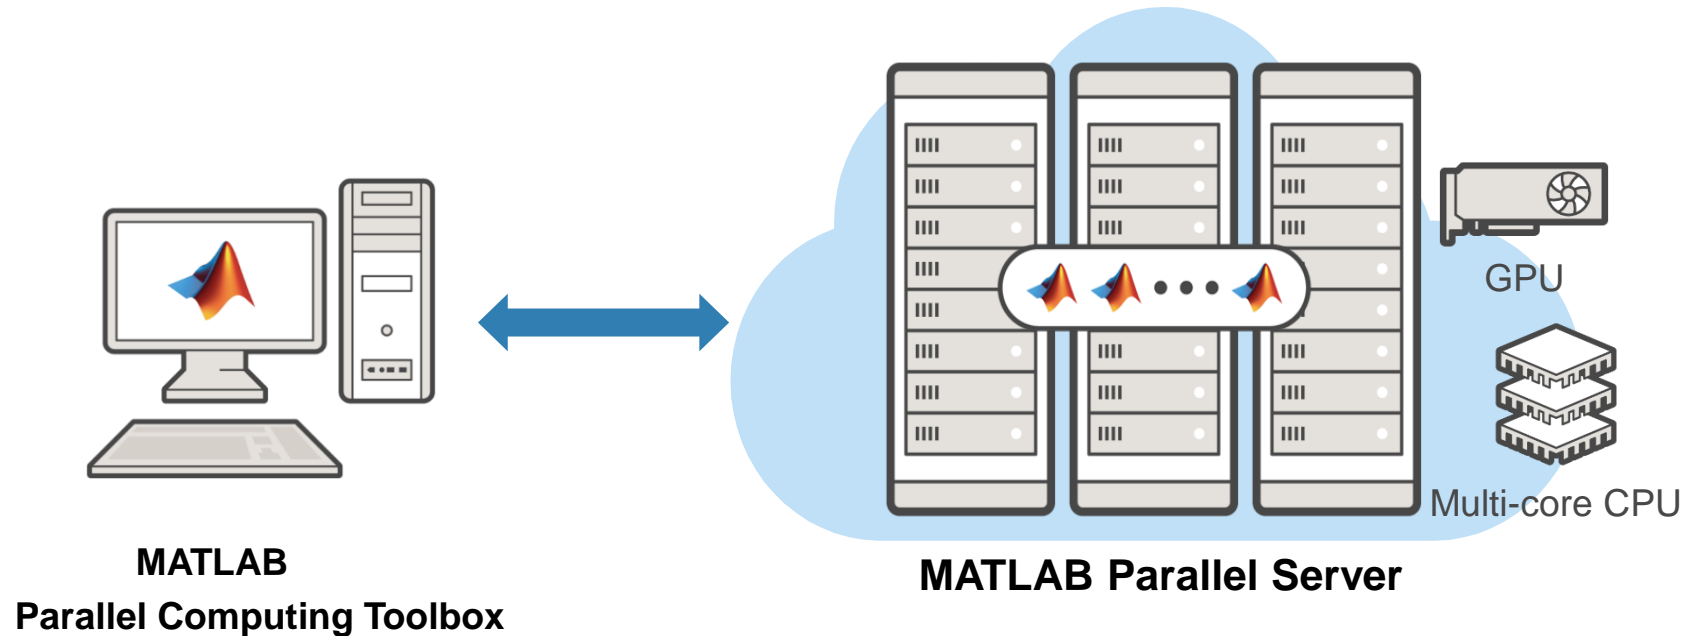 MATLAB
Parallel Computing Toolbox
GPU
Multi-core CPU
MATLAB Parallel Server